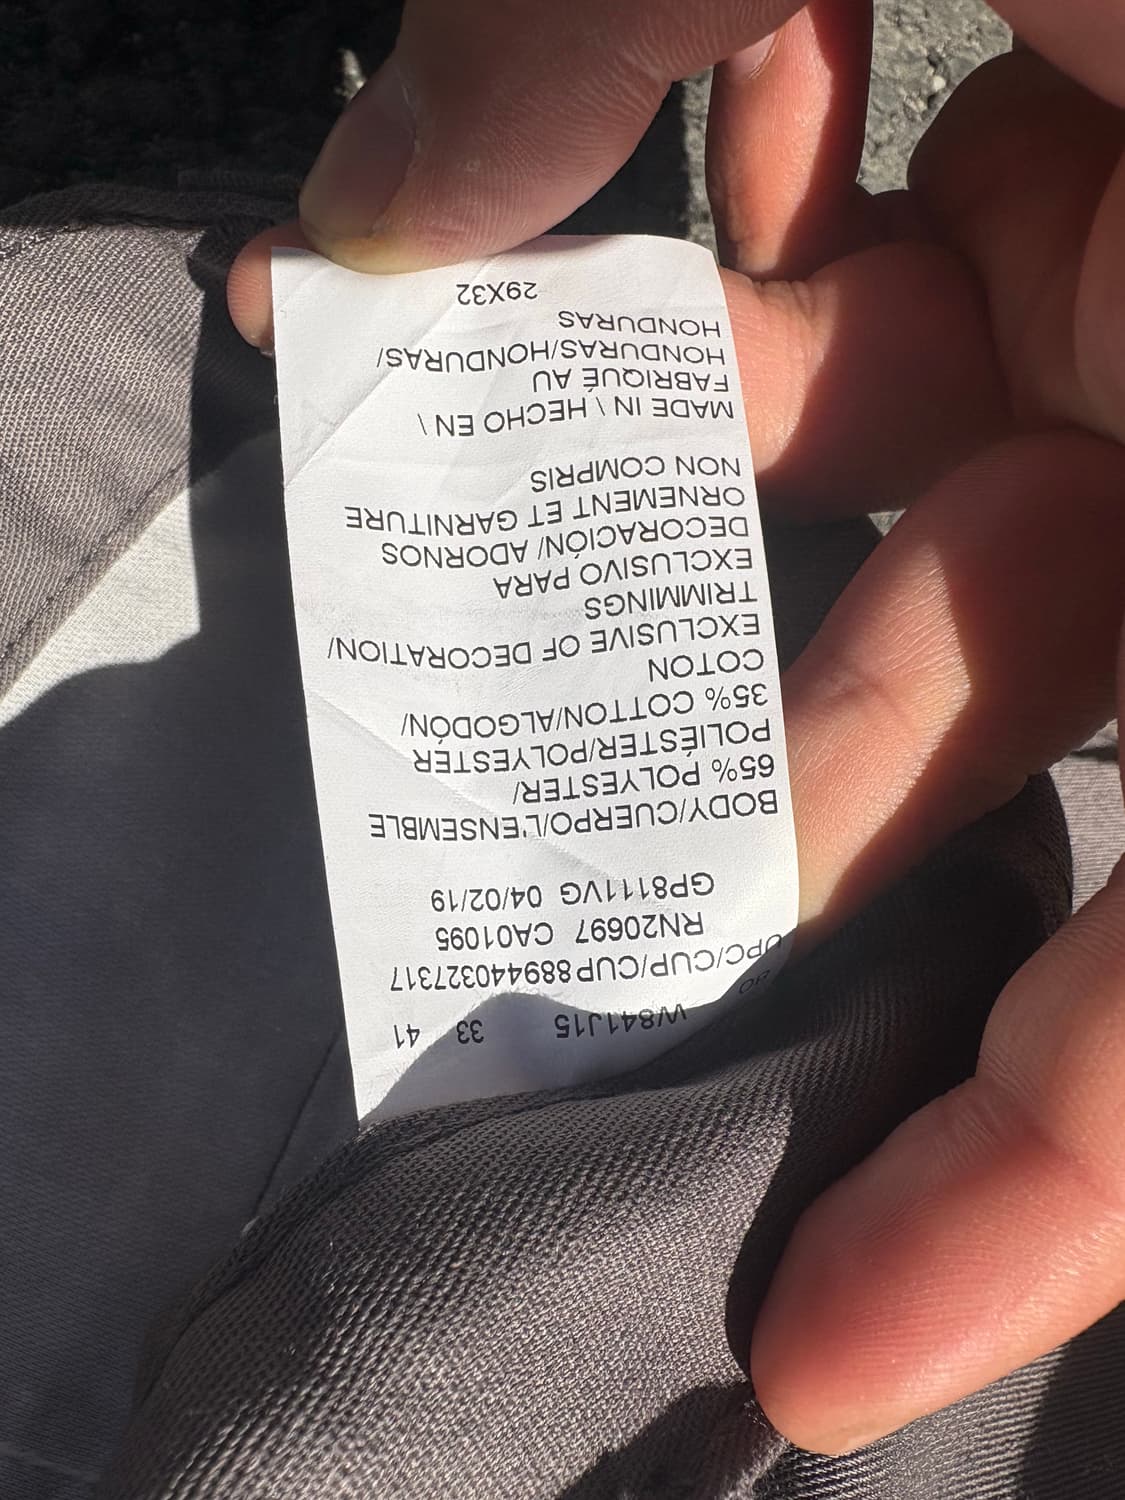 W841J15 33 41
UPC/CUP/CUP 889440327317
RN20697 CA01095
GP8111VG 04/02/19
BODY/CUERPO/L'ENSEMBLE
65% POLYESTER/
POLIÉSTER/POLYESTER
35% COTTON/ALGODÓN/
COTON
EXCLUSIVE OF DECORATION/
TRIMMINGS
EXCLUSIVO PARA
DECORACIÓN/ ADORNOS
ORNEMENT ET GARNITURE
NON COMPRIS
MADE IN \ HECHO EN \
FABRIQUÉ AU
HONDURAS/HONDURAS/
HONDURAS
29X32